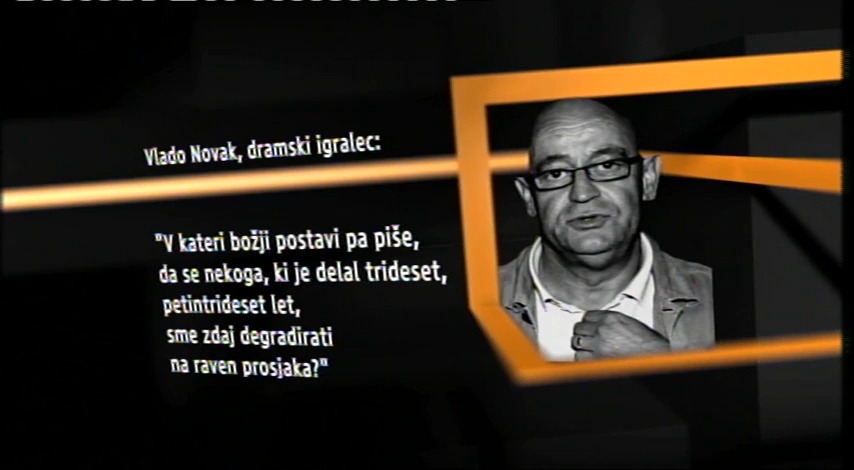 Vlado Novak, dramski igralec:
"V kateri božji postavi pa piše,
da se nekoga, ki je delal trideset,
petintrideset let,
sme zdaj degradirati
na raven prosjaka?"